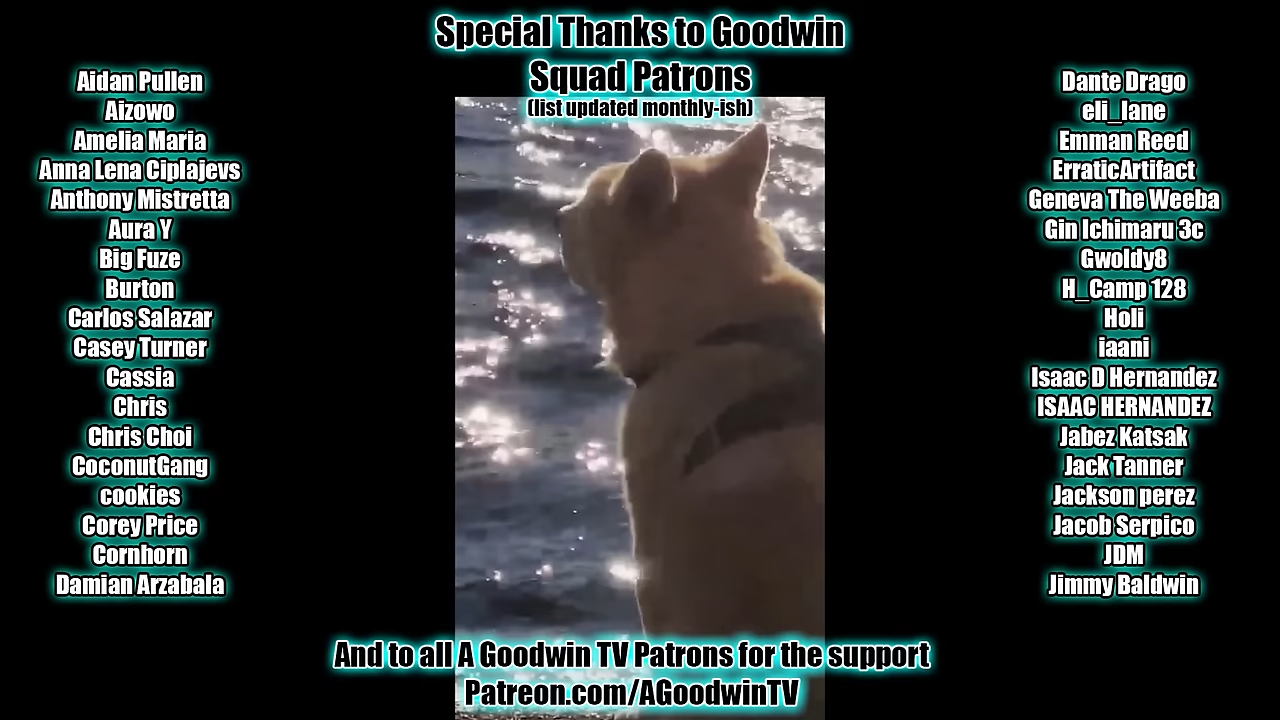 Special Thanks to Goodwin
Squad Patrons
(list updated monthly-ish)
Aidan Pullen
Aizowo
Amelia Maria
Anna Lena Ciplajevs
Anthony Mistretta
Aura Y
Big Fuze
Burton
Carlos Salazar
Casey Turner
Cassia
Chris
Chris Choi
CoconutGang
cookies
Corey Price
Cornhorn
Damian Arzabala
Dante Drago
eli_lane
Emman Reed
ErraticArtifact
Geneva The Weeba
Gin Ichimaru 3c
Gwoldy8
H_Camp 128
Holi
iaani
Isaac D Hernandez
ISAAC HERNANDEZ
Jabez Katsak
Jack Tanner
Jackson perez
Jacob Serpico
JDM
Jimmy Baldwin
And to all A Goodwin TV Patrons for the support
Patreon.com/AGoodwinTV